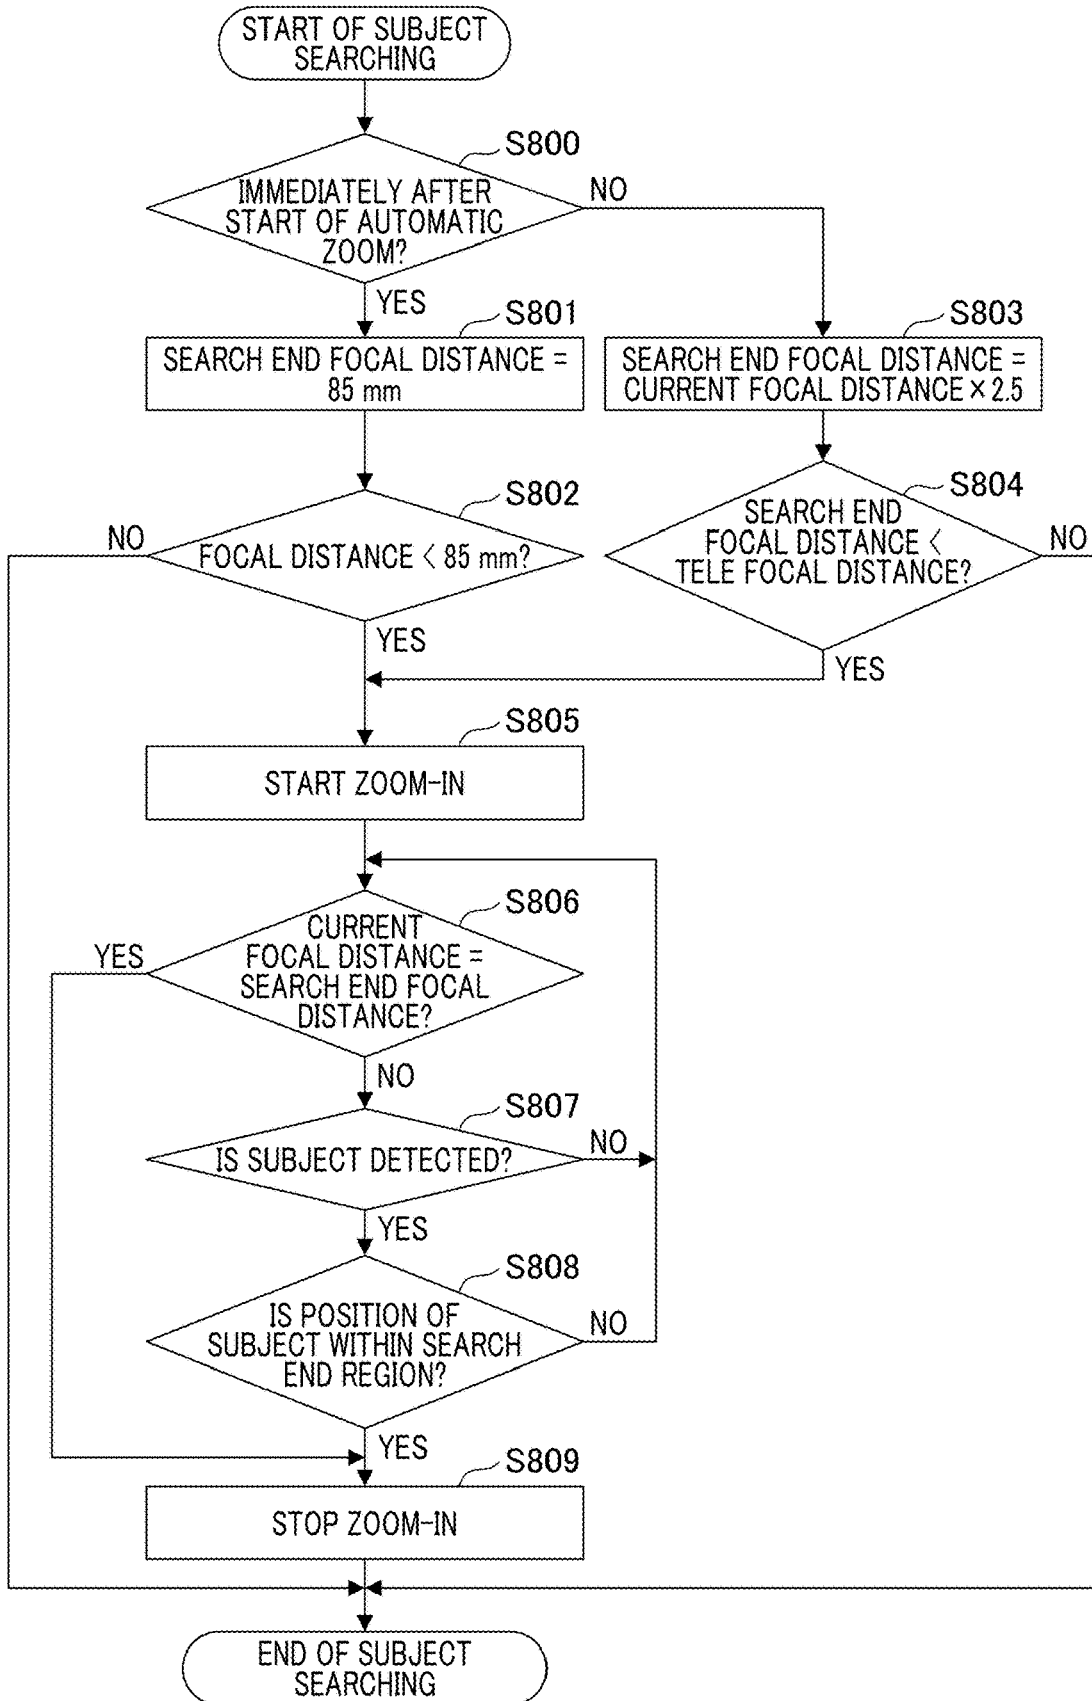 START OF SUBJECT
SEARCHING
S800
IMMEDIATELY AFTER
START OF AUTOMATIC
ZOOM?
NO
YES
S801
SEARCH END FOCAL DISTANCE =
85 mm
S803
SEARCH END FOCAL DISTANCE =
CURRENT FOCAL DISTANCE × 2.5
S802
NO
FOCAL DISTANCE < 85 mm?
YES
S804
SEARCH END
FOCAL DISTANCE <
TELE FOCAL DISTANCE?
NO
YES
S805
START ZOOM-IN
S806
CURRENT
FOCAL DISTANCE =
SEARCH END FOCAL
DISTANCE?
YES
NO
S807
IS SUBJECT DETECTED?
NO
YES
S808
IS POSITION OF
SUBJECT WITHIN SEARCH
END REGION?
NO
YES
S809
STOP ZOOM-IN
END OF SUBJECT
SEARCHING